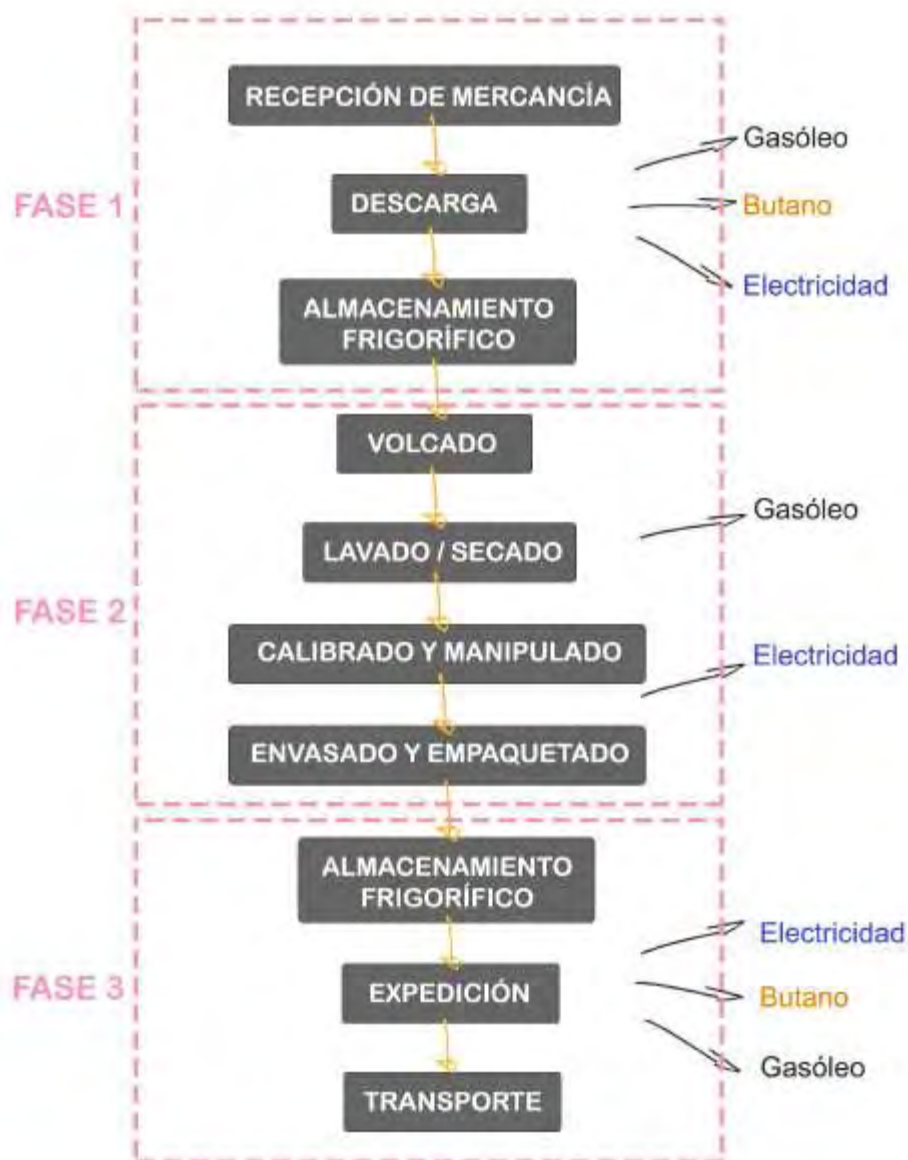 RECEPCIÓN DE MERCANCÍA
Gasóleo
FASE 1
DESCARGA
Butano
Electricidad
ALMACENAMIENTO
FRIGORÍFICO
VOLCADO
Gasóleo
LAVADO / SECADO
FASE 2
CALIBRADO Y MANIPULADO
Electricidad
ENVASADO Y EMPAQUETADO
ALMACENAMIENTO
FRIGORÍFICO
Electricidad
FASE 3
EXPEDICIÓN
Butano
Gasóleo
TRANSPORTE